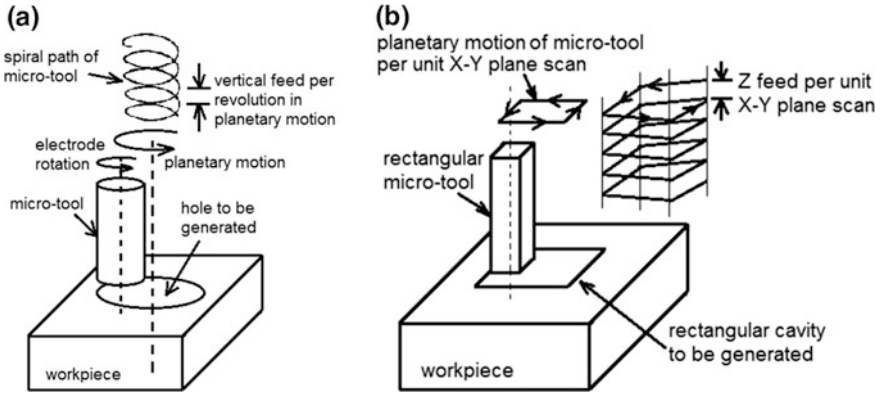 (a)
spiral path of
micro-tool
vertical feed per
revolution in
planetary motion
electrode
rotation
planetary motion
micro-tool
hole to be
generated
workpiece
(b)
planetary motion of micro-tool
per unit X-Y plane scan
Z feed per unit
X-Y plane scan
rectangular
micro-tool
rectangular cavity
to be generated
workpiece